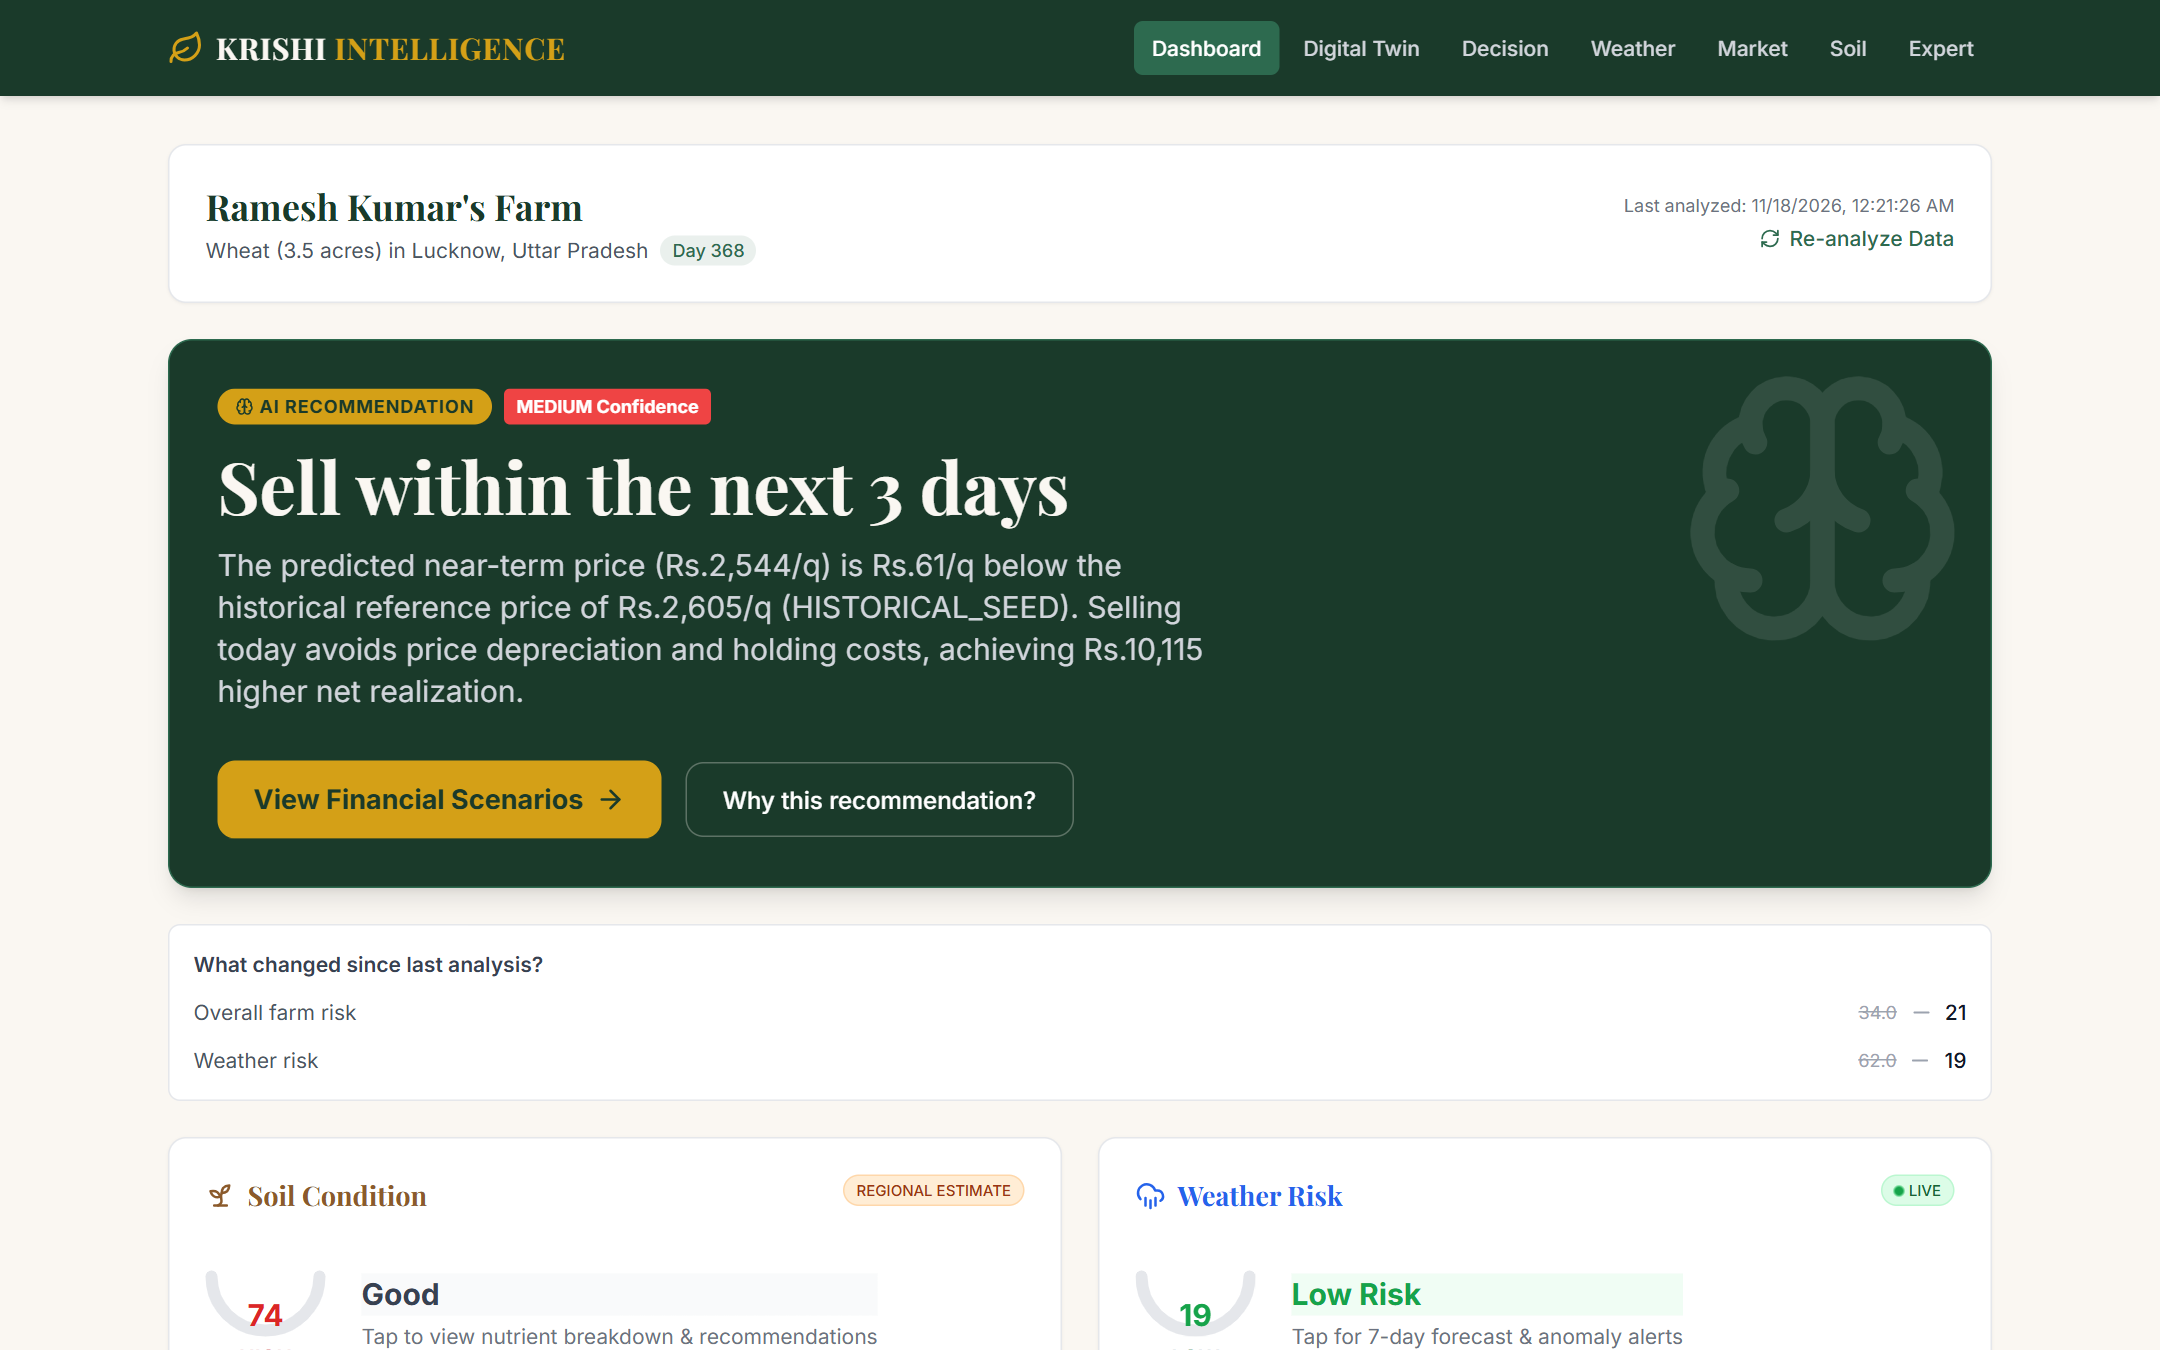 KRISHI INTELLIGENCE
Dashboard
Digital Twin
Decision
Weather
Market
Soil
Expert
Ramesh Kumar's Farm
Wheat (3.5 acres) in Lucknow, Uttar Pradesh
Day 368
Last analyzed: 11/18/2026, 12:21:26 AM
Re-analyze Data
AI RECOMMENDATION
MEDIUM Confidence
Sell within the next 3 days
The predicted near-term price (Rs.2,544/q) is Rs.61/q below the
historical reference price of Rs.2,605/q (HISTORICAL_SEED). Selling
today avoids price depreciation and holding costs, achieving Rs.10,115
higher net realization.
View Financial Scenarios →
Why this recommendation?
What changed since last analysis?
Overall farm risk
34.0 — 21
Weather risk
62.0 — 19
Soil Condition
REGIONAL ESTIMATE
74
Good
Tap to view nutrient breakdown & recommendations
Weather Risk
LIVE
19
Low Risk
Tap for 7-day forecast & anomaly alerts